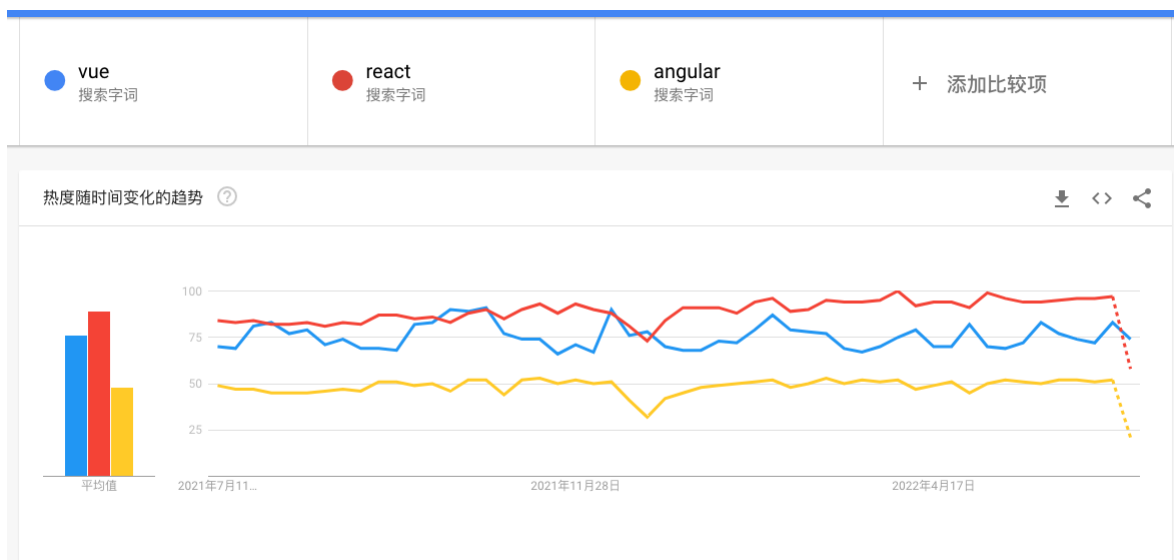 vue
搜索字词
react
搜索字词
angular
搜索字词
+ 添加比较项
热度随时间变化的趋势 ?
100
75
50
25
平均值
2021年7月11…
2021年11月28日
2022年4月17日